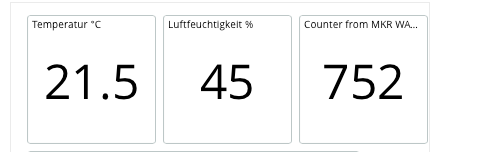 Temperatur °C
Luftfeuchtigkeit %
Counter from MKR WA...
21.5
45
752